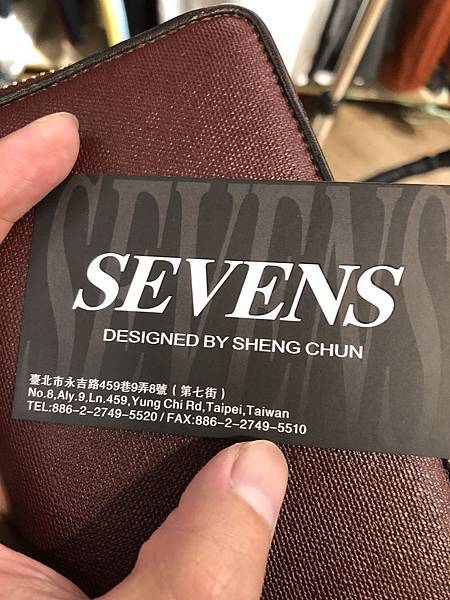 SEVENS
DESIGNED BY SHENG CHUN
臺北市永吉路459巷9弄8號（第七街）
No.8,Aly.9,Ln.459,Yung Chi Rd,Taipei,Taiwan
TEL:886-2-2749-5520 / FAX:886-2-2749-5510